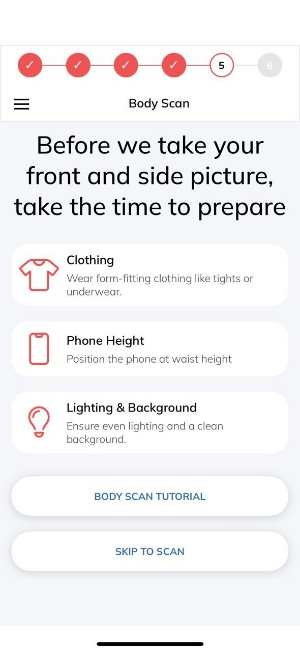 5
6
Body Scan
Before we take your
front and side picture,
take the time to prepare
Clothing
Wear form-fitting clothing like tights or
underwear.
Phone Height
Position the phone at waist height
Lighting & Background
Ensure even lighting and a clean
background.
BODY SCAN TUTORIAL
SKIP TO SCAN